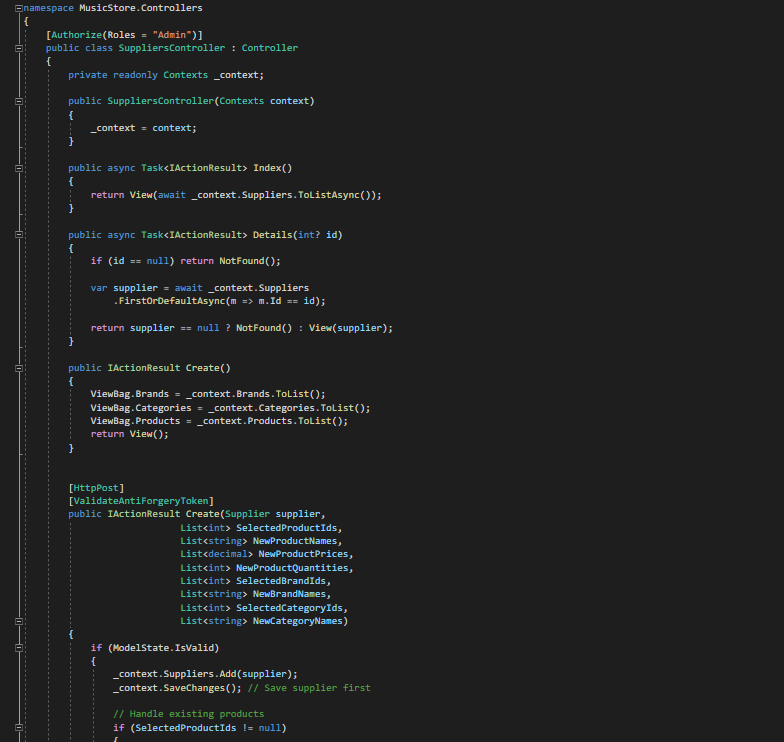 namespace MusicStore.Controllers
{
[Authorize(Roles = "Admin")]
public class SuppliersController : Controller
{
private readonly Contexts _context;
public SuppliersController(Contexts context)
{
_context = context;
}
public async Task<IActionResult> Index()
{
return View(await _context.Suppliers.ToListAsync());
}
public async Task<IActionResult> Details(int? id)
{
if (id == null) return NotFound();
var supplier = await _context.Suppliers
.FirstOrDefaultAsync(m => m.Id == id);
return supplier == null ? NotFound() : View(supplier);
}
public IActionResult Create()
{
ViewBag.Brands = _context.Brands.ToList();
ViewBag.Categories = _context.Categories.ToList();
ViewBag.Products = _context.Products.ToList();
return View();
}
[HttpPost]
[ValidateAntiForgeryToken]
public IActionResult Create(Supplier supplier,
List<int> SelectedProductIds,
List<string> NewProductNames,
List<decimal> NewProductPrices,
List<int> NewProductQuantities,
List<int> SelectedBrandIds,
List<string> NewBrandNames,
List<int> SelectedCategoryIds,
List<string> NewCategoryNames)
{
if (ModelState.IsValid)
{
_context.Suppliers.Add(supplier);
_context.SaveChanges(); // Save supplier first
// Handle existing products
if (SelectedProductIds != null)
{